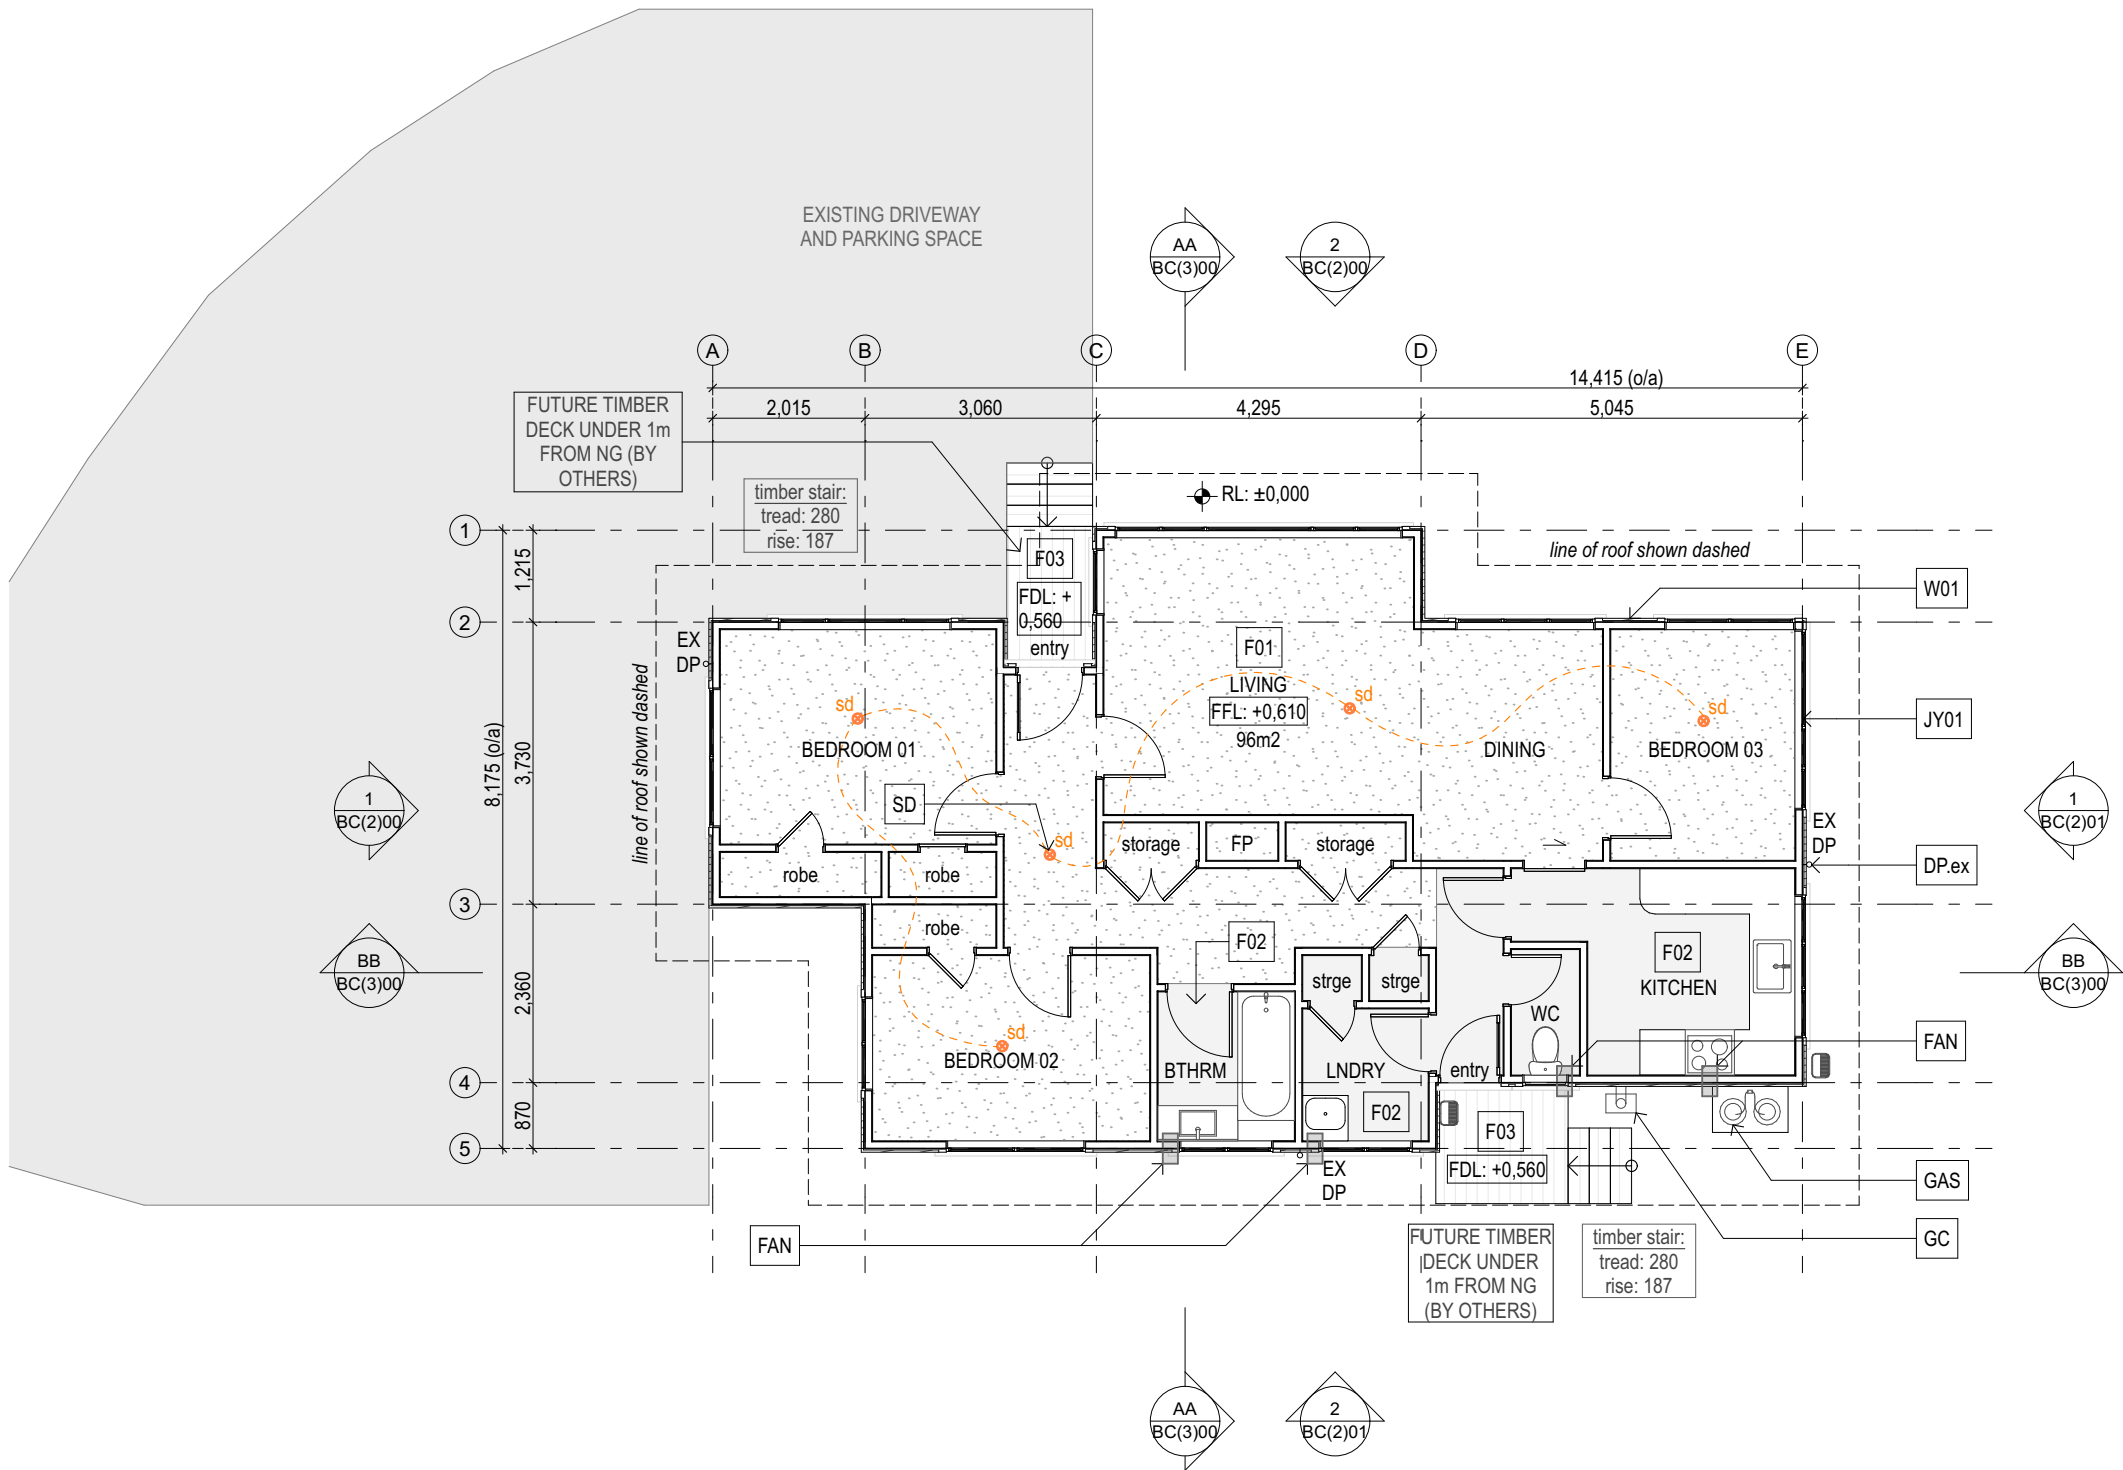 EXISTING DRIVEWAY
AND PARKING SPACE
AA
BC(3)00
2
BC(2)00
A
B
C
D
E
14,415 (o/a)
2,015
3,060
4,295
5,045
FUTURE TIMBER
DECK UNDER 1m
FROM NG (BY
OTHERS)
timber stair:
tread: 280
rise: 187
RL: ±0,000
1
2
3
4
5
8,175 (o/a)
1,215
3,730
2,360
870
line of roof shown dashed
line of roof shown dashed
F03
FDL: +
0,560
entry
W01
EX
DP
F01
LIVING
FFL: +0,610
96m2
sd
sd
sd
BEDROOM 01
DINING
BEDROOM 03
JY01
SD
sd
1
BC(2)00
1
BC(2)01
EX
DP
DP.ex
storage
FP
storage
robe
robe
robe
F02
F02
KITCHEN
BB
BC(3)00
BB
BC(3)00
strge
strge
WC
sd
BEDROOM 02
BTHRM
LNDRY
entry
FAN
F02
F03
FDL: +0,560
EX
DP
GAS
FAN
GC
FUTURE TIMBER
DECK UNDER
1m FROM NG
(BY OTHERS)
timber stair:
tread: 280
rise: 187
AA
BC(3)00
2
BC(2)01